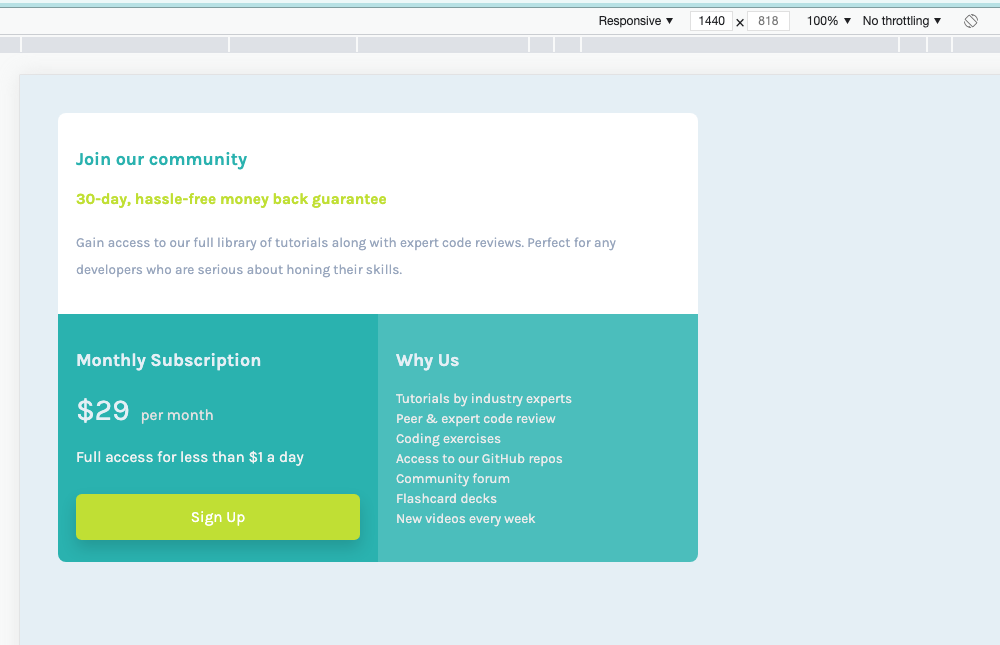 Responsive ▼ 1440 × 818 100% ▼ No throttling ▼
Join our community
30-day, hassle-free money back guarantee
Gain access to our full library of tutorials along with expert code reviews. Perfect for any
developers who are serious about honing their skills.
Monthly Subscription
$29 per month
Full access for less than $1 a day
Sign Up
Why Us
Tutorials by industry experts
Peer & expert code review
Coding exercises
Access to our GitHub repos
Community forum
Flashcard decks
New videos every week